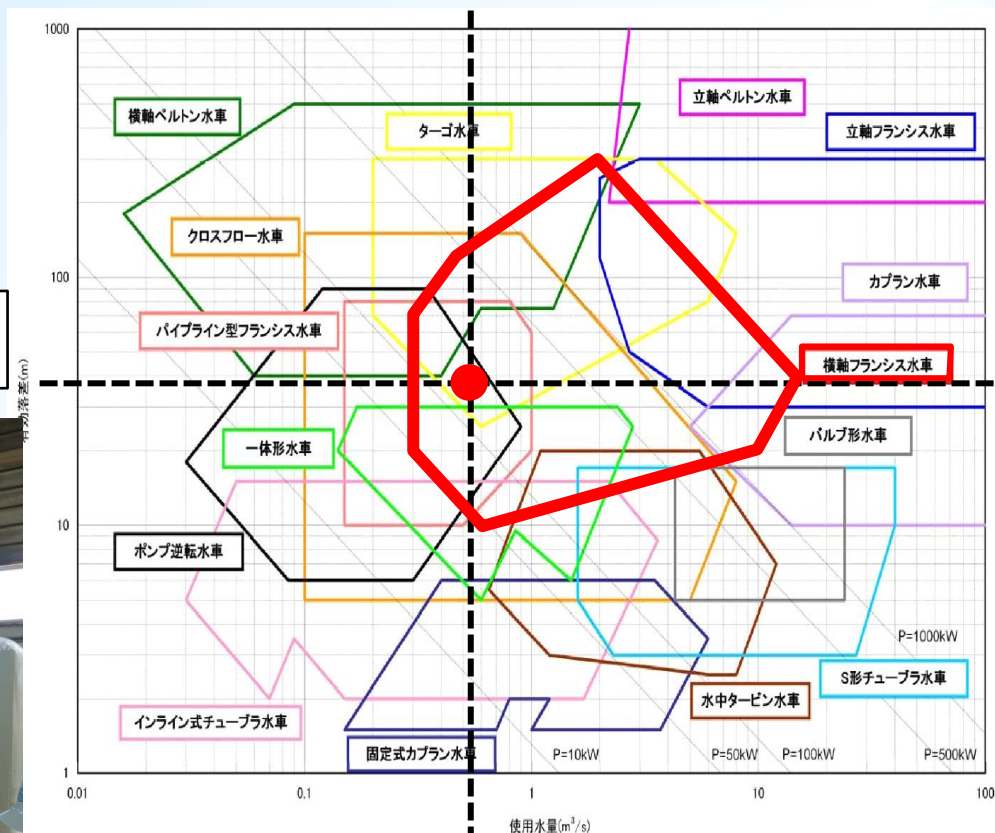 1000
横軸ペルトン水車
ターゴ水車
立軸ペルトン水車
立軸フランシス水車
クロスフロー水車
カプラン水車
100
パイプライン型フランシス水車
横軸フランシス水車
有効落差(m)
一体形水車
バルブ形水車
10
ポンプ逆転水車
P=1000kW
S形チューブラ水車
水中タービン水車
インライン式チューブラ水車
固定式カプラン水車
P=10kW
P=50kW
P=100kW
P=500kW
1
0.01
0.1
1
10
100
使用水量(m³/s)